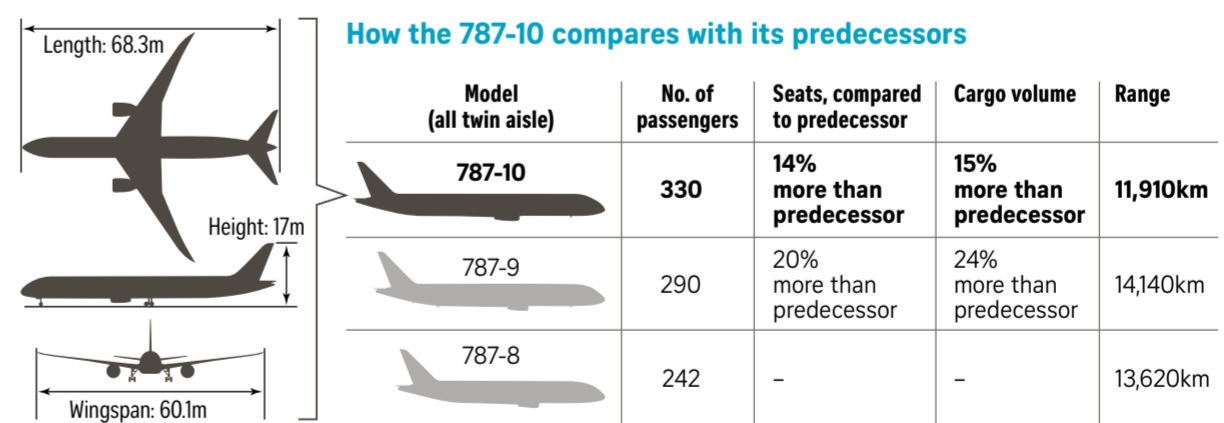 Length: 68.3m
Height: 17m
Wingspan: 60.1m
How the 787-10 compares with its predecessors
Model
(all twin aisle)
No. of
passengers
Seats, compared
to predecessor
Cargo volume
Range
787-10
330
14%
more than
predecessor
15%
more than
predecessor
11,910km
787-9
290
20%
more than
predecessor
24%
more than
predecessor
14,140km
787-8
242
–
–
13,620km